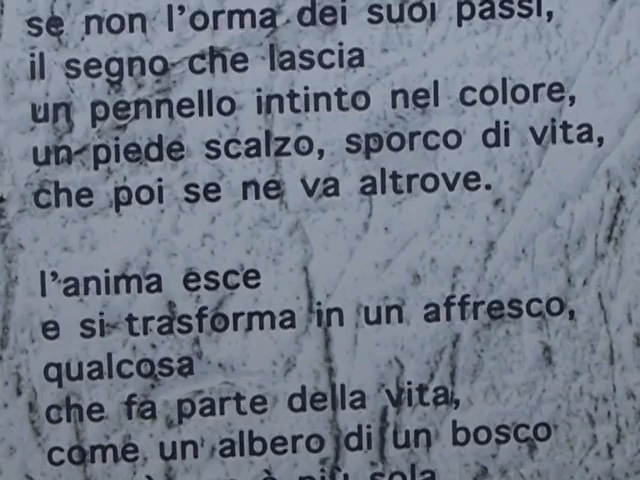 se non l'orma dei suoi passi,
il segno che lascia
un pennello intinto nel colore,
un piede scalzo, sporco di vita,
che poi se ne va altrove.
l'anima esce
e si trasforma in un affresco,
qualcosa
che fa parte della vita,
come un albero di un bosco
è più sola